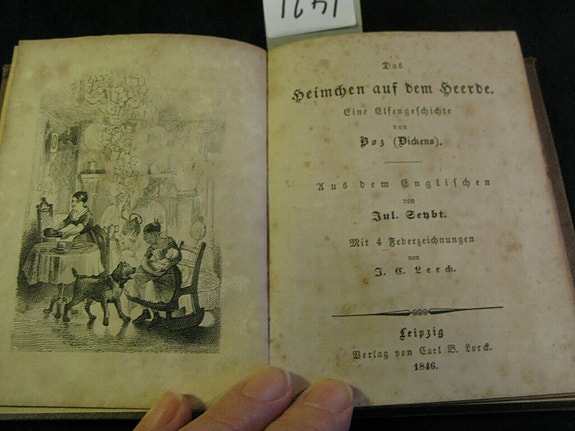 Das
Heimchen auf dem Heerde.
Eine Elfengeschichte
von
Boz (Dickens).
Aus dem Englischen
von
Jul. Seybt.
Mit 4 Federzeichnungen
von
J. C. Leech.
Leipzig
Verlag von Carl B. Lorck.
1846.